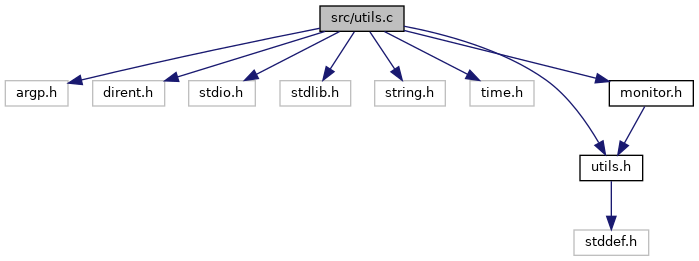 src/utils.c
argp.h
dirent.h
stdio.h
stdlib.h
string.h
time.h
monitor.h
utils.h
stddef.h